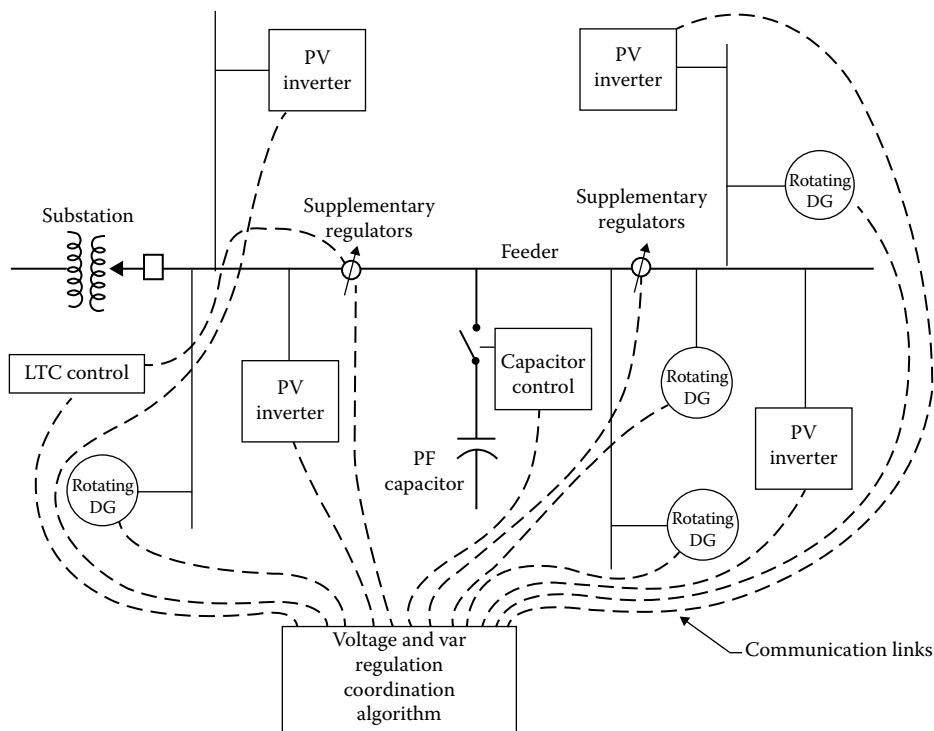 PV
inverter
PV
inverter
Rotating
DG
Substation
Supplementary
regulators
Supplementary
regulators
Feeder
LTC control
PV
inverter
Capacitor
control
Rotating
DG
PV
inverter
PF
capacitor
Rotating
DG
Rotating
DG
Voltage and var
regulation
coordination
algorithm
Communication links